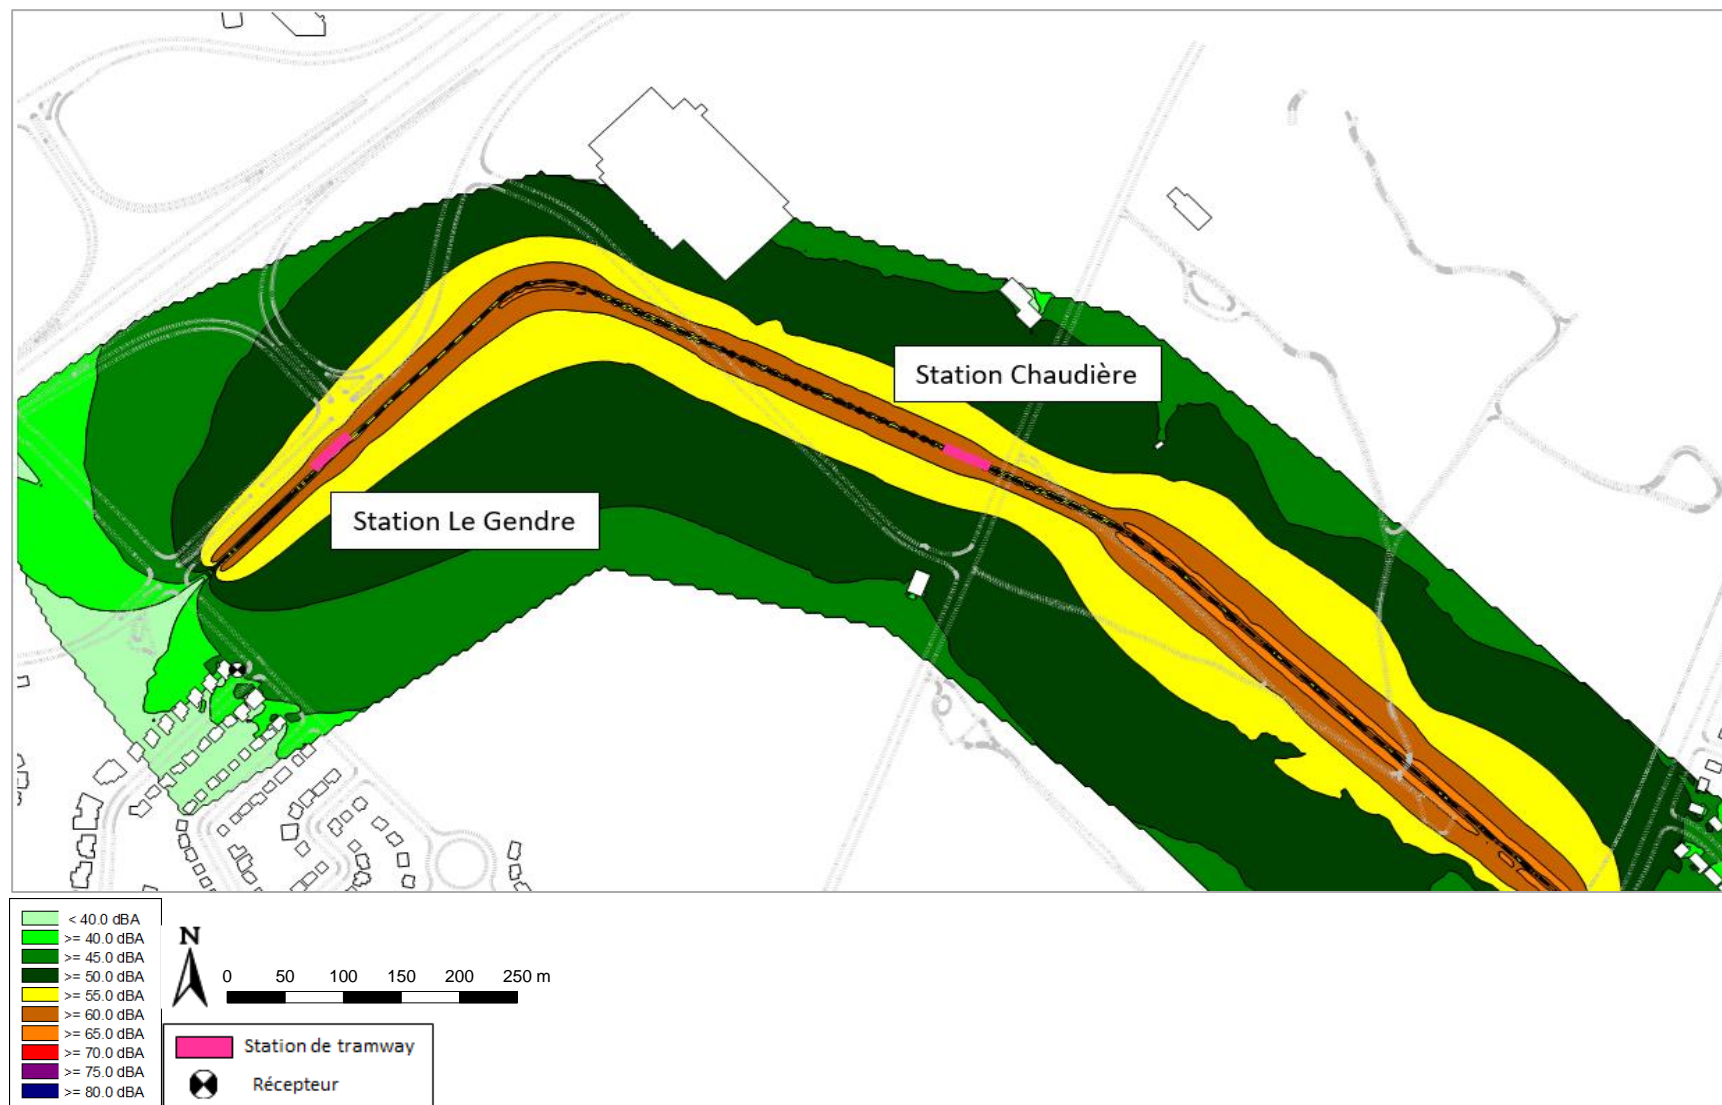 Station Chaudière
Station Le Gendre
< 40.0 dBA
>= 40.0 dBA
>= 45.0 dBA
>= 50.0 dBA
>= 55.0 dBA
>= 60.0 dBA
>= 65.0 dBA
>= 70.0 dBA
>= 75.0 dBA
>= 80.0 dBA
N
0 50 100 150 200 250 m
Station de tramway
Récepteur